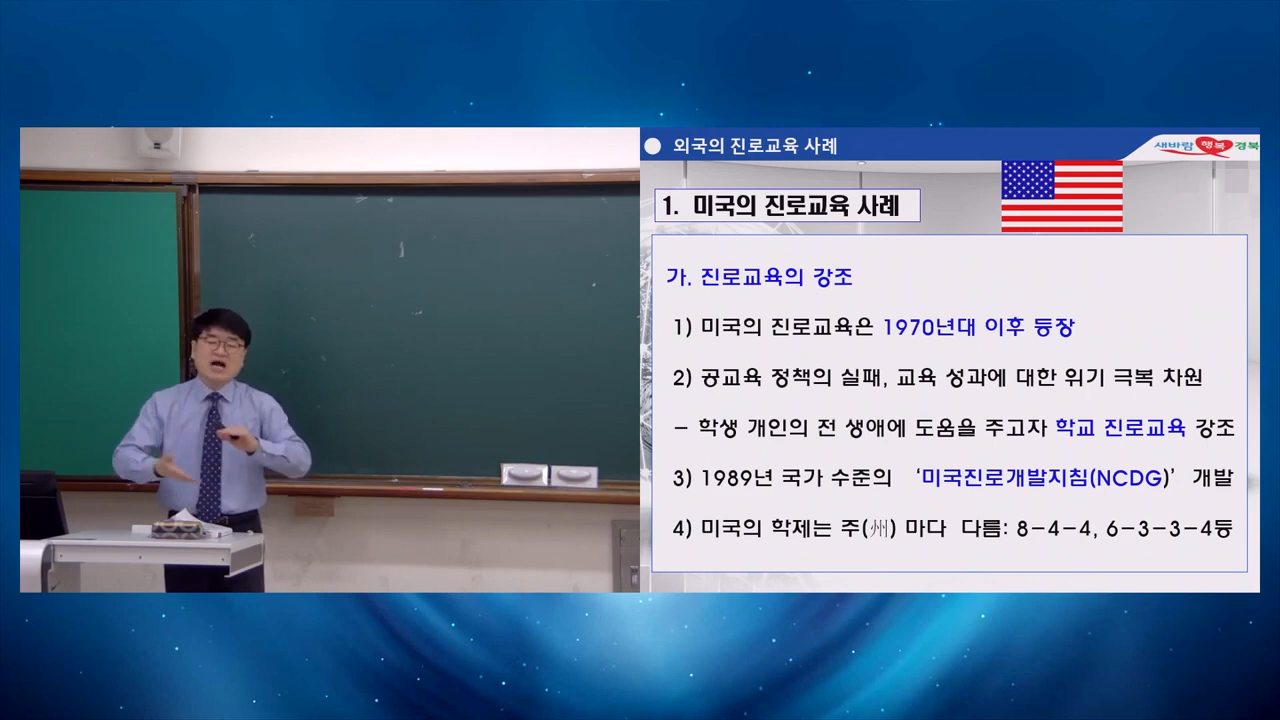 외국의 진로교육 사례
새바람 행복 경북
1. 미국의 진로교육 사례
가. 진로교육의 강조
1) 미국의 진로교육은 1970년대 이후 등장
2) 공교육 정책의 실패, 교육 성과에 대한 위기 극복 차원
- 학생 개인의 전 생애에 도움을 주고자 학교 진로교육 강조
3) 1989년 국가 수준의 ‘미국진로개발지침(NCDG)’ 개발
4) 미국의 학제는 주(州) 마다 다름: 8-4-4, 6-3-3-4등